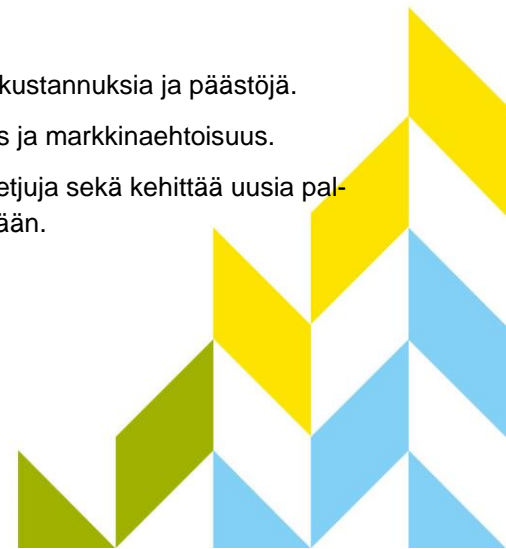 kustannuksia ja päästöjä.
s ja markkinaehtoisuus.
etjuja sekä kehittää uusia pal-
ään.